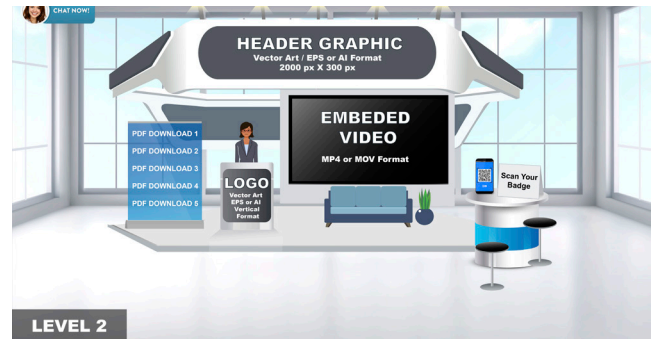 CHAT NOW!
HEADER GRAPHIC
Vector Art / EPS or AI Format
2000 px X 300 px
EMBEDED
VIDEO
MP4 or MOV Format
PDF DOWNLOAD 1
PDF DOWNLOAD 2
PDF DOWNLOAD 3
PDF DOWNLOAD 4
PDF DOWNLOAD 5
LOGO
Vector Art
EPS or AI
Vertical
Format
Scan Your
Badge
LEVEL 2